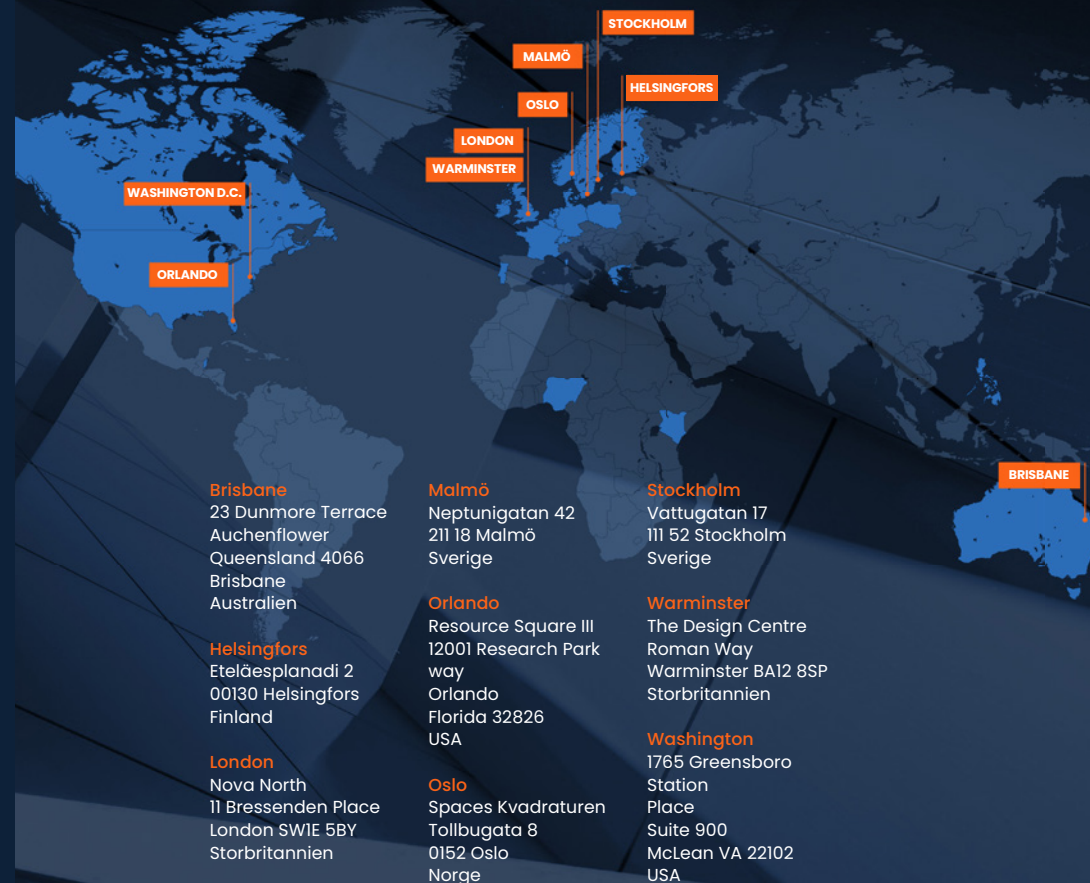 STOCKHOLM
MALMÖ
HELSINGFORS
OSLO
LONDON
WARMINSTER
WASHINGTON D.C.
ORLANDO
BRISBANE
Brisbane
23 Dunmore Terrace
Auchenflower
Queensland 4066
Brisbane
Australien
Helsingfors
Eteläesplanadi 2
00130 Helsingfors
Finland
London
Nova North
11 Bressenden Place
London SW1E 5BY
Storbritannien
Malmö
Neptunigatan 42
211 18 Malmö
Sverige
Orlando
Resource Square III
12001 Research Park
way
Orlando
Florida 32826
USA
Oslo
Spaces Kvadraturen
Tollbugata 8
0152 Oslo
Norge
Stockholm
Vattugatan 17
111 52 Stockholm
Sverige
Warminster
The Design Centre
Roman Way
Warminster BA12 8SP
Storbritannien
Washington
1765 Greensboro
Station
Place
Suite 900
McLean VA 22102
USA